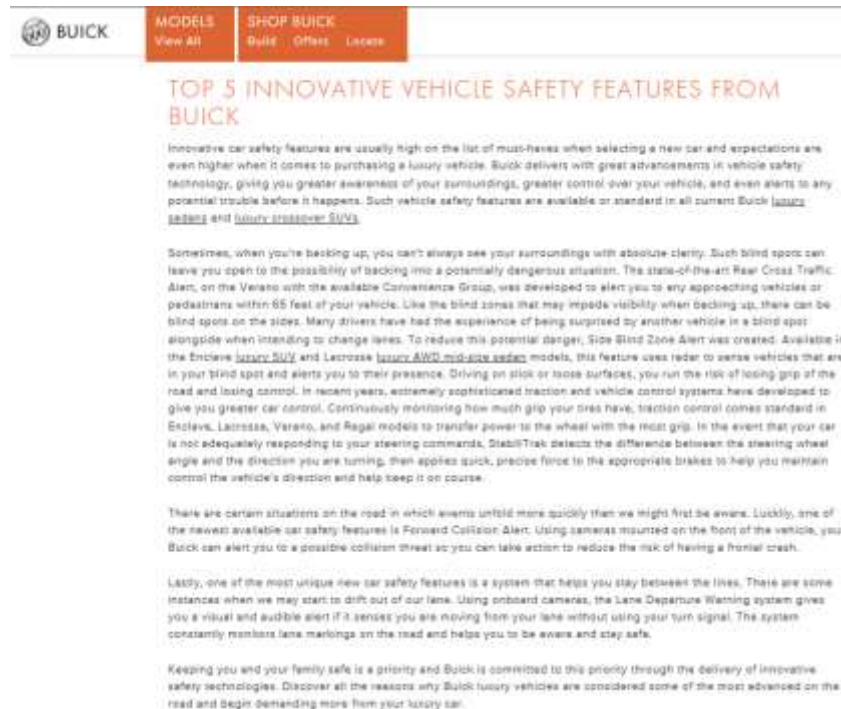 BUICK
MODELS
View All
SHOP BUICK
Build Offers Locate
TOP 5 INNOVATIVE VEHICLE SAFETY FEATURES FROM
BUICK
Innovative car safety features are usually high on the list of must-haves when selecting a new car and expectations are
even higher when it comes to purchasing a luxury vehicle. Buick delivers with great advancements in vehicle safety
technology, giving you greater awareness of your surroundings, greater control over your vehicle, and even alerts to any
potential trouble before it happens. Such vehicle safety features are available or standard in all current Buick luxury
sedans and luxury crossover SUVs.
Sometimes, when you're backing up, you can't always see your surroundings with absolute clarity. Such blind spots can
leave you open to the possibility of backing into a potentially dangerous situation. The state-of-the-art Rear Cross Traffic
Alert, on the Verano with the available Convenience Group, was developed to alert you to any approaching vehicles or
pedestrians within 65 feet of your vehicle. Like the blind zones that may impede visibility when backing up, there can be
blind spots on the sides. Many drivers have had the experience of being surprised by another vehicle in a blind spot
alongside when intending to change lanes. To reduce this potential danger, Side Blind Zone Alert was created. Available i
the Enclave luxury SUV and Lacrosse luxury AWD mid-size sedan models, this feature uses radar to sense vehicles that are
in your blind spot and alerts you to their presence. Driving on slick or loose surfaces, you run the risk of losing grip of the
road and losing control. In recent years, extremely sophisticated traction and vehicle control systems have developed to
give you greater car control. Continuously monitoring how much grip your tires have, traction control comes standard in
Enclave, Lacrosse, Verano, and Regal models to transfer power to the wheel with the most grip. In the event that your car
is not adequately responding to your steering commands, StabiliTrak detects the difference between the steering wheel
angle and the direction you are turning, then applies quick, precise force to the appropriate brakes to help you maintain
control the vehicle's direction and help keep it on course.
There are certain situations on the road in which events unfold more quickly than we might first be aware. Luckily, one of
the newest available car safety features is Forward Collision Alert. Using cameras mounted on the front of the vehicle, you
Buick can alert you to a possible collision threat so you can take action to reduce the risk of having a frontal crash.
Lastly, one of the most unique new car safety features is a system that helps you stay between the lines. There are some
instances when we may start to drift out of our lane. Using onboard cameras, the Lane Departure Warning system gives
you a visual and audible alert if it senses you are moving from your lane without using your turn signal. The system
constantly monitors lane markings on the road and helps you to be aware and stay safe.
Keeping you and your family safe is a priority and Buick is committed to this priority through the delivery of innovative
safety technologies. Discover all the reasons why Buick luxury vehicles are considered some of the most advanced on the
road and begin demanding more from your luxury car.